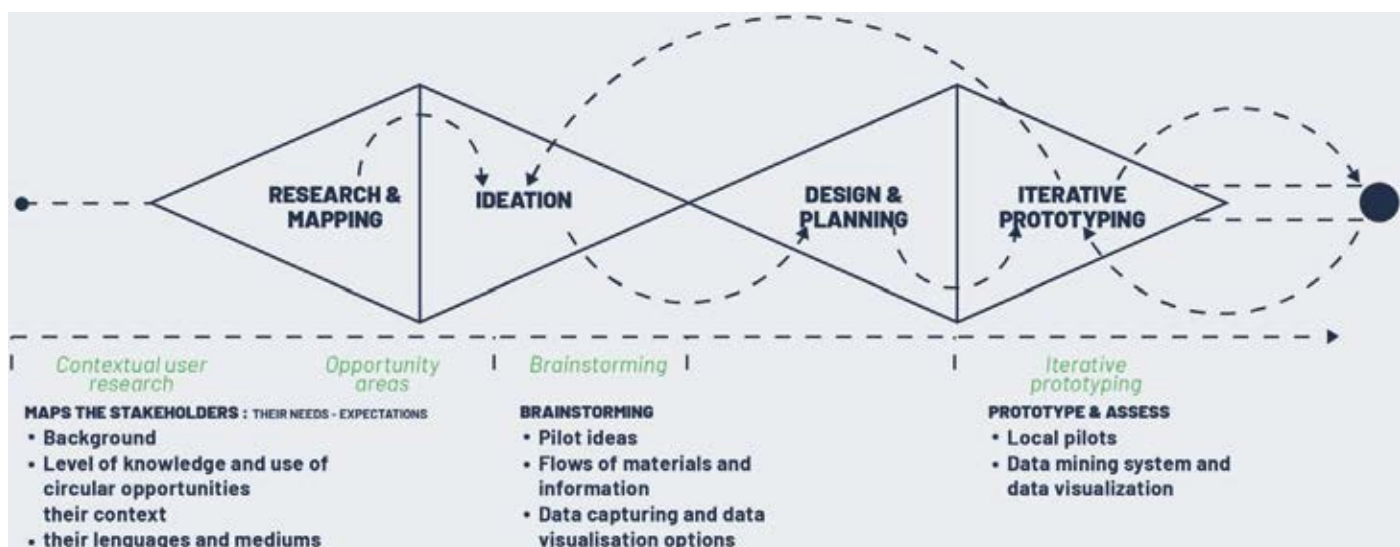 RESEARCH &
MAPPING
IDEATION
DESIGN &
PLANNING
ITERATIVE
PROTOTYPING
Contextual user
research
Opportunity
areas
Brainstorming
Iterative
prototyping
MAPS THE STAKEHOLDERS : THEIR NEEDS - EXPECTATIONS
• Background
• Level of knowledge and use of
circular opportunities
their context
• their lenguages and mediums
BRAINSTORMING
• Pilot ideas
• Flows of materials and
information
• Data capturing and data
visualisation options
PROTOTYPE & ASSESS
• Local pilots
• Data mining system and
data visualization